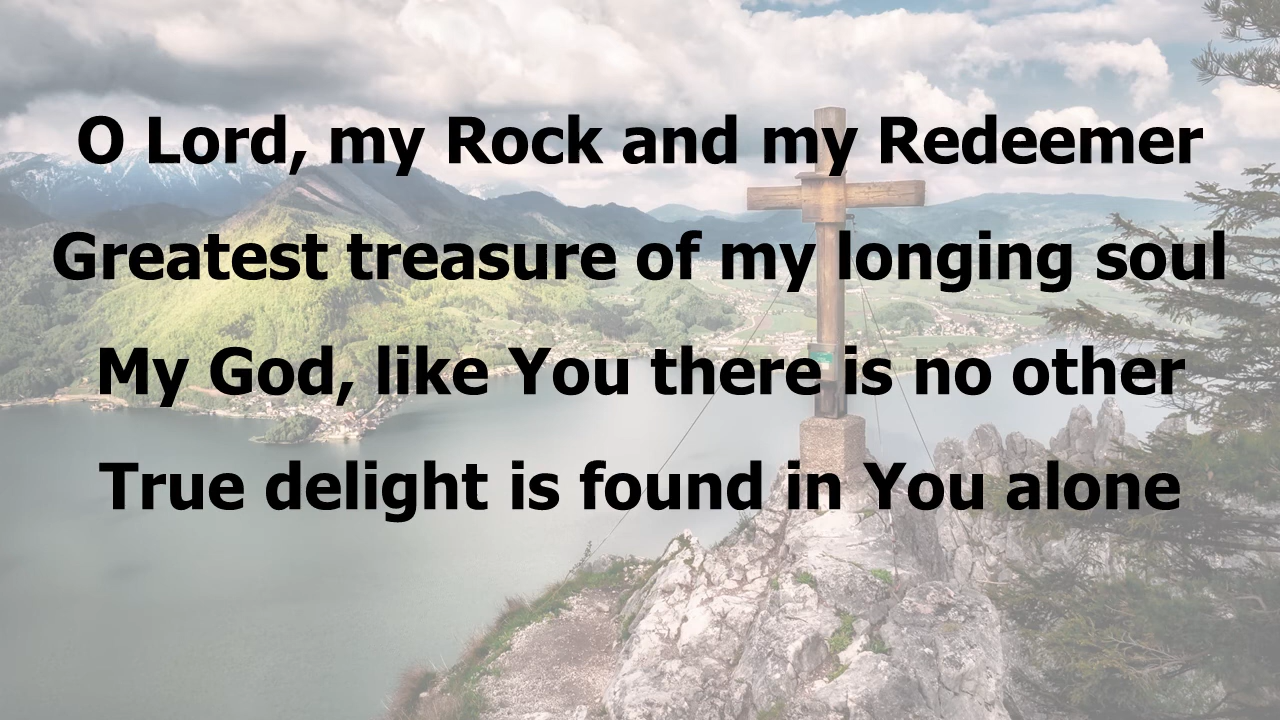 O Lord, my Rock and my Redeemer
Greatest treasure of my longing soul
My God, like You there is no other
True delight is found in You alone